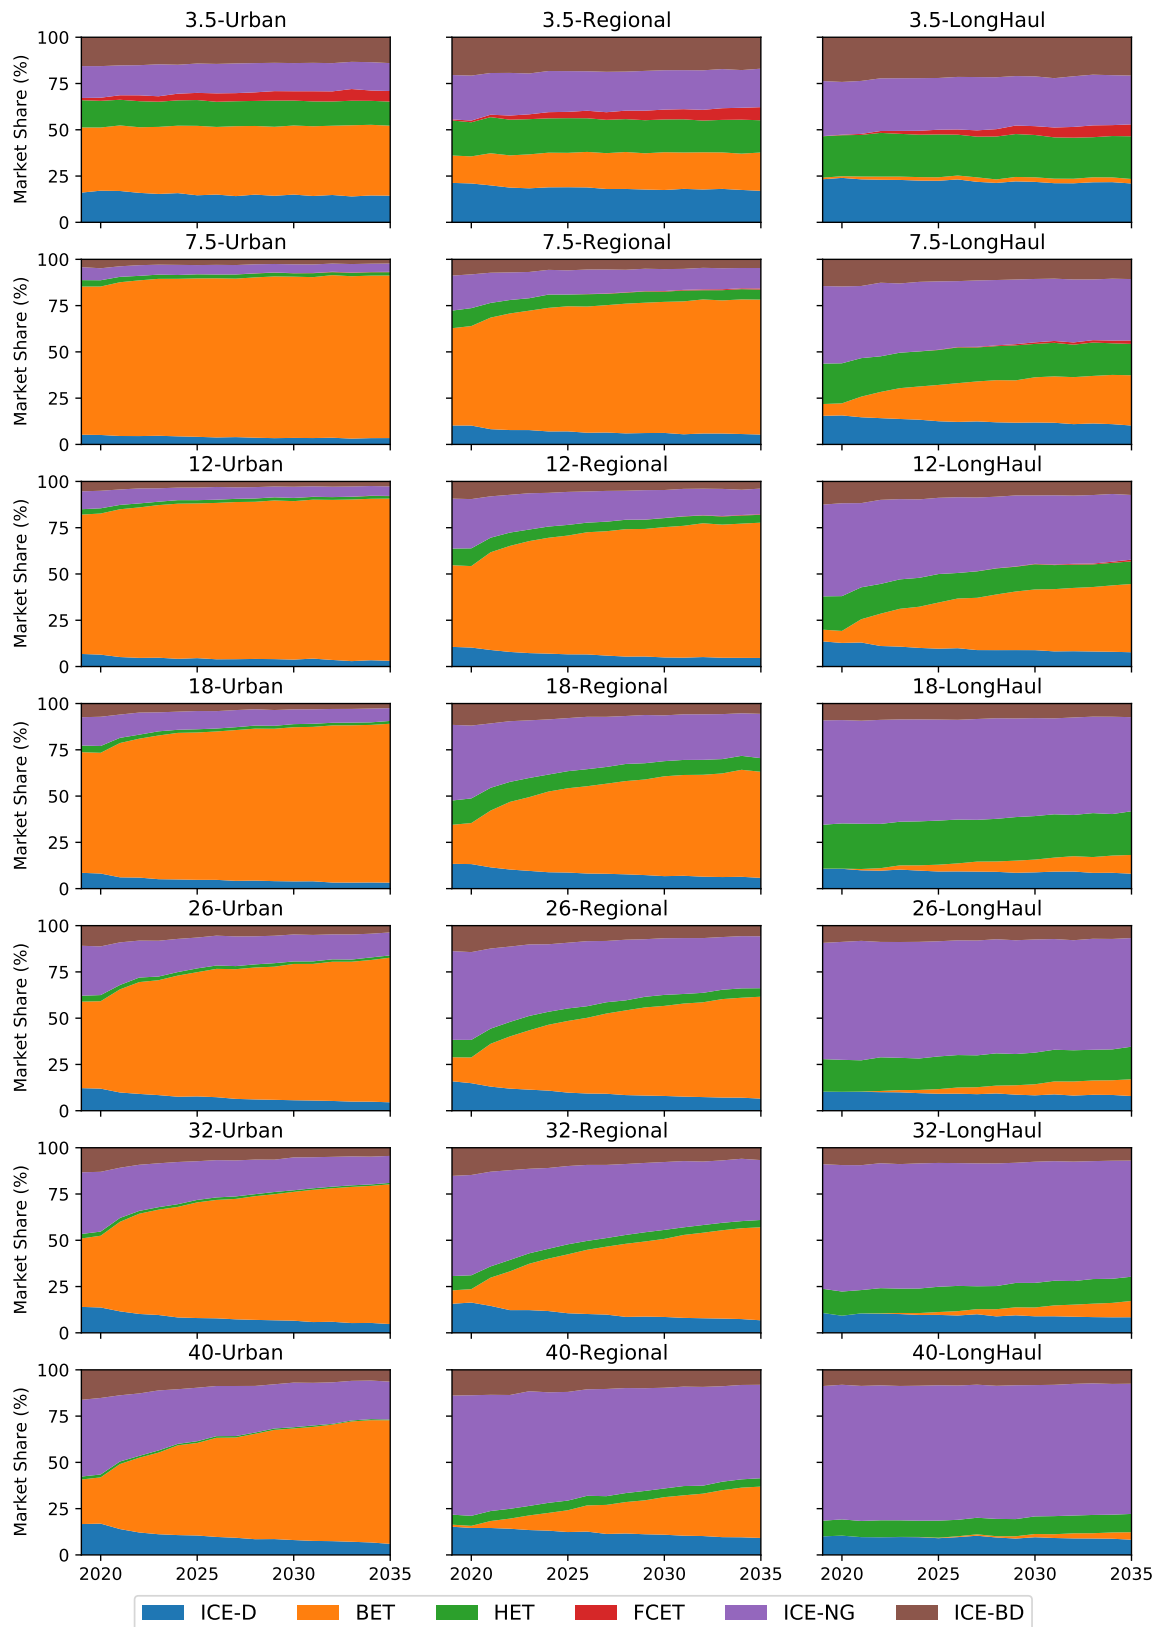 3.5-Urban 3.5-Regional 3.5-LongHaul
100
75
50
25
0
Market Share (%)
7.5-Urban 7.5-Regional 7.5-LongHaul
100
75
50
25
0
Market Share (%)
12-Urban 12-Regional 12-LongHaul
100
75
50
25
0
Market Share (%)
18-Urban 18-Regional 18-LongHaul
100
75
50
25
0
Market Share (%)
26-Urban 26-Regional 26-LongHaul
100
75
50
25
0
Market Share (%)
32-Urban 32-Regional 32-LongHaul
100
75
50
25
0
Market Share (%)
40-Urban 40-Regional 40-LongHaul
100
75
50
25
0
Market Share (%)
2020 2025 2030 2035 2020 2025 2030 2035 2020 2025 2030 2035
ICE-D BET HET FCET ICE-NG ICE-BD